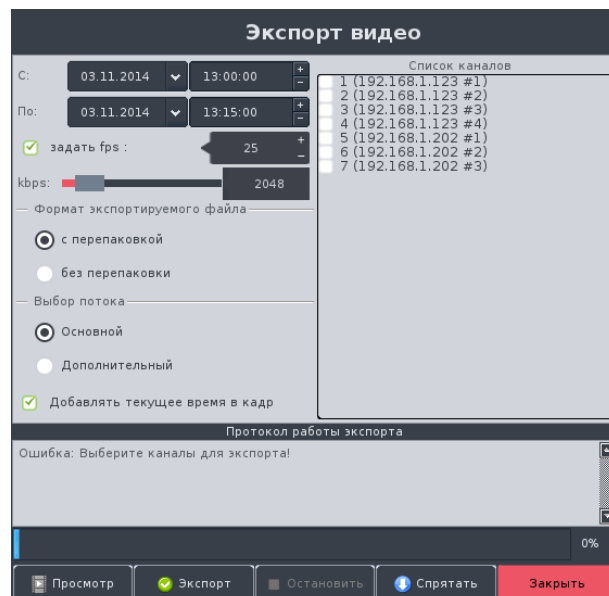 Экспорт видео
С: 03.11.2014 13:00:00
По: 03.11.2014 13:15:00
задать fps : 25
kbps: 2048
Формат экспортируемого файла
с перепаковкой
без перепаковки
Выбор потока
Основной
Дополнительный
Добавлять текущее время в кадр
Список каналов
1 (192.168.1.123 #1)
2 (192.168.1.123 #2)
3 (192.168.1.123 #3)
4 (192.168.1.123 #4)
5 (192.168.1.202 #1)
6 (192.168.1.202 #2)
7 (192.168.1.202 #3)
Протокол работы экспорта
Ошибка: Выберите каналы для экспорта!
0%
Просмотр Экспорт Остановить Спрятать Закрыть